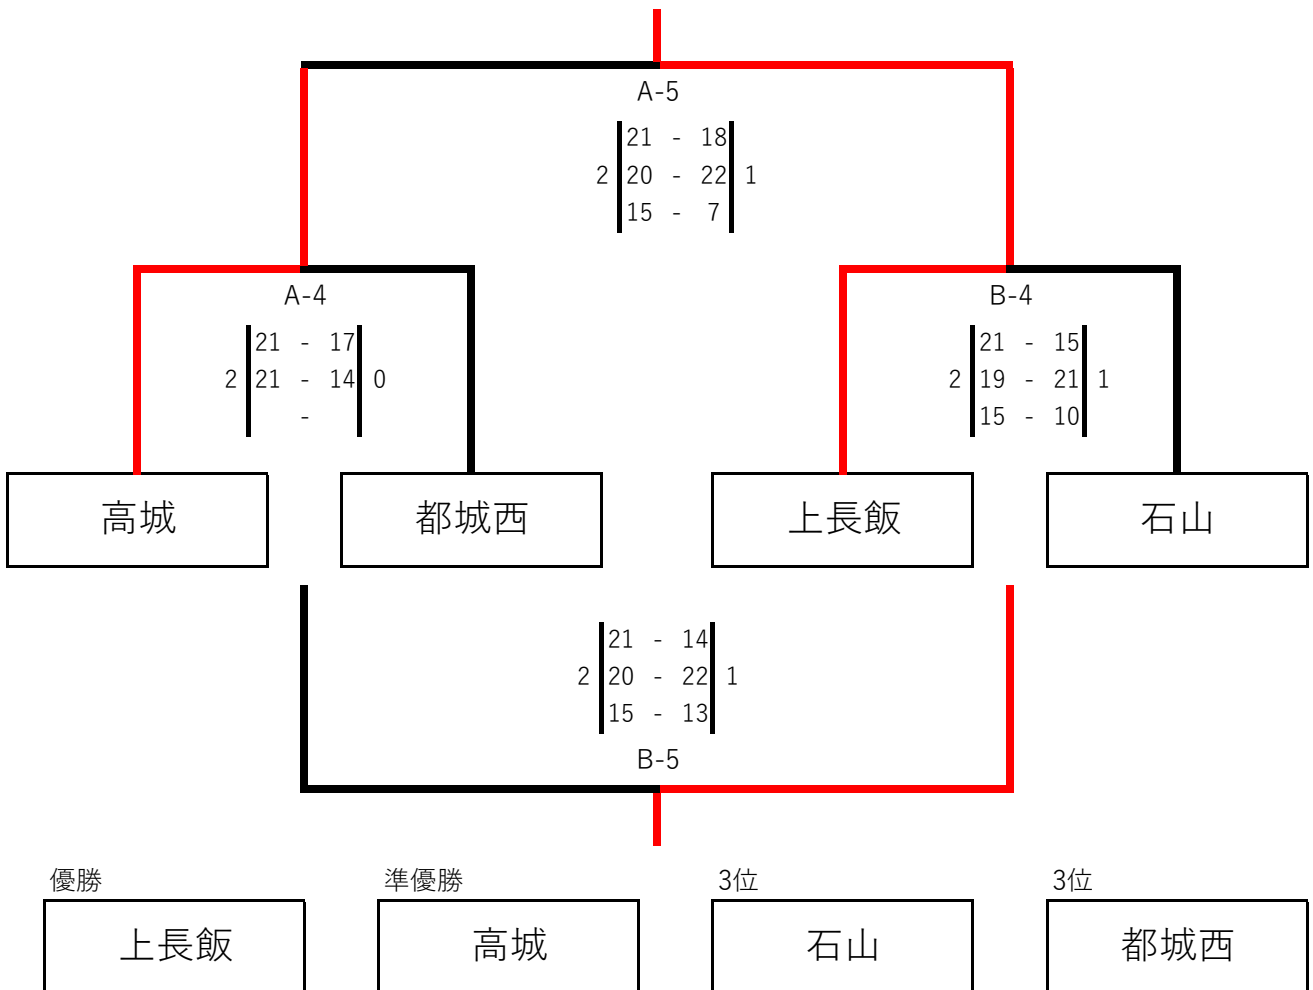 A-5
21 - 18
2 20 - 22 1
15 - 7
A-4
21 - 17
2 21 - 14 0
-
B-4
21 - 15
2 19 - 21 1
15 - 10
高城
都城西
上長飯
石山
21 - 14
2 20 - 22 1
15 - 13
B-5
優勝
準優勝
3位
3位
上長飯
高城
石山
都城西